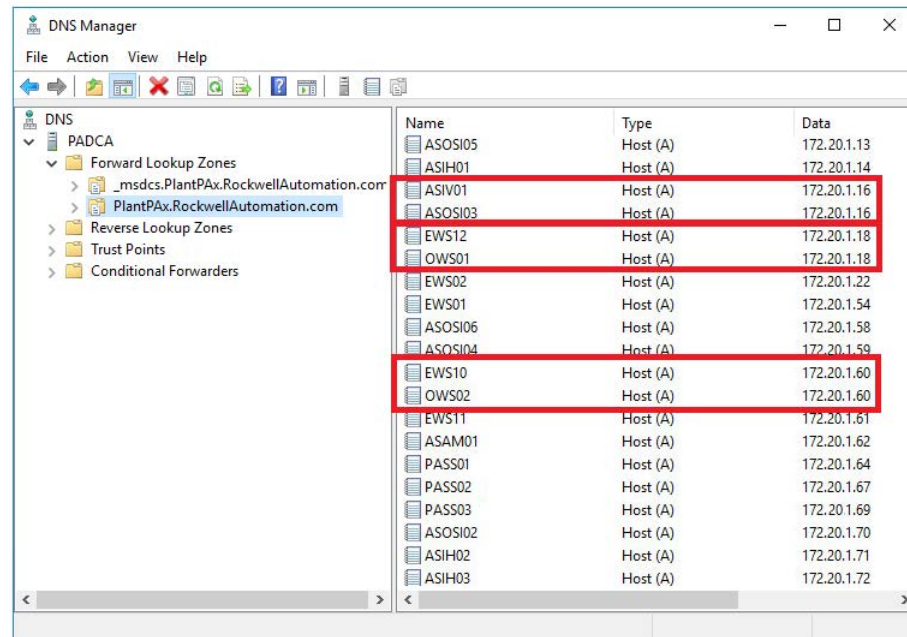 DNS Manager
File Action View Help
DNS
PADCA
Forward Lookup Zones
_msdcs.PlantPAx.RockwellAutomation.com
PlantPAx.RockwellAutomation.com
Reverse Lookup Zones
Trust Points
Conditional Forwarders
Name Type Data
ASOSI05 Host (A) 172.20.1.13
ASIH01 Host (A) 172.20.1.14
ASIV01 Host (A) 172.20.1.16
ASOSI03 Host (A) 172.20.1.16
EWS12 Host (A) 172.20.1.18
OWS01 Host (A) 172.20.1.18
EWS02 Host (A) 172.20.1.22
EWS01 Host (A) 172.20.1.54
ASOSI06 Host (A) 172.20.1.58
ASOSI04 Host (A) 172.20.1.59
EWS10 Host (A) 172.20.1.60
OWS02 Host (A) 172.20.1.60
EWS11 Host (A) 172.20.1.61
ASAM01 Host (A) 172.20.1.62
PASS01 Host (A) 172.20.1.64
PASS02 Host (A) 172.20.1.67
PASS03 Host (A) 172.20.1.69
ASOSI02 Host (A) 172.20.1.70
ASIH02 Host (A) 172.20.1.71
ASIH03 Host (A) 172.20.1.72